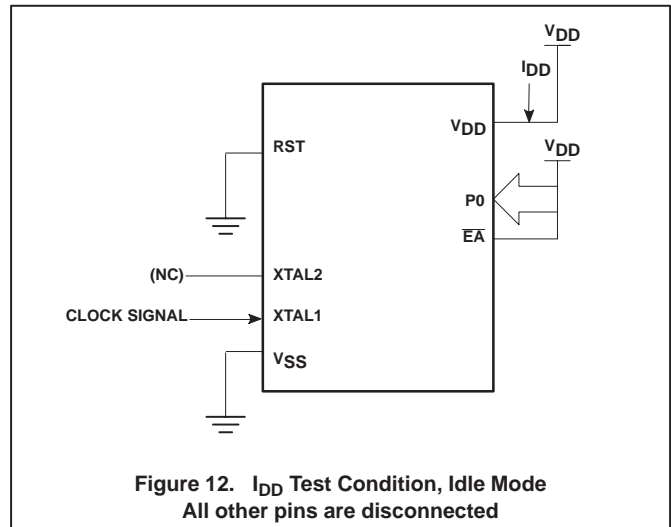 VDD
IDD
VDD
RST
VDD
P0
EA
(NC)
XTAL2
CLOCK SIGNAL
XTAL1
VSS
Figure 12. IDD Test Condition, Idle Mode
All other pins are disconnected